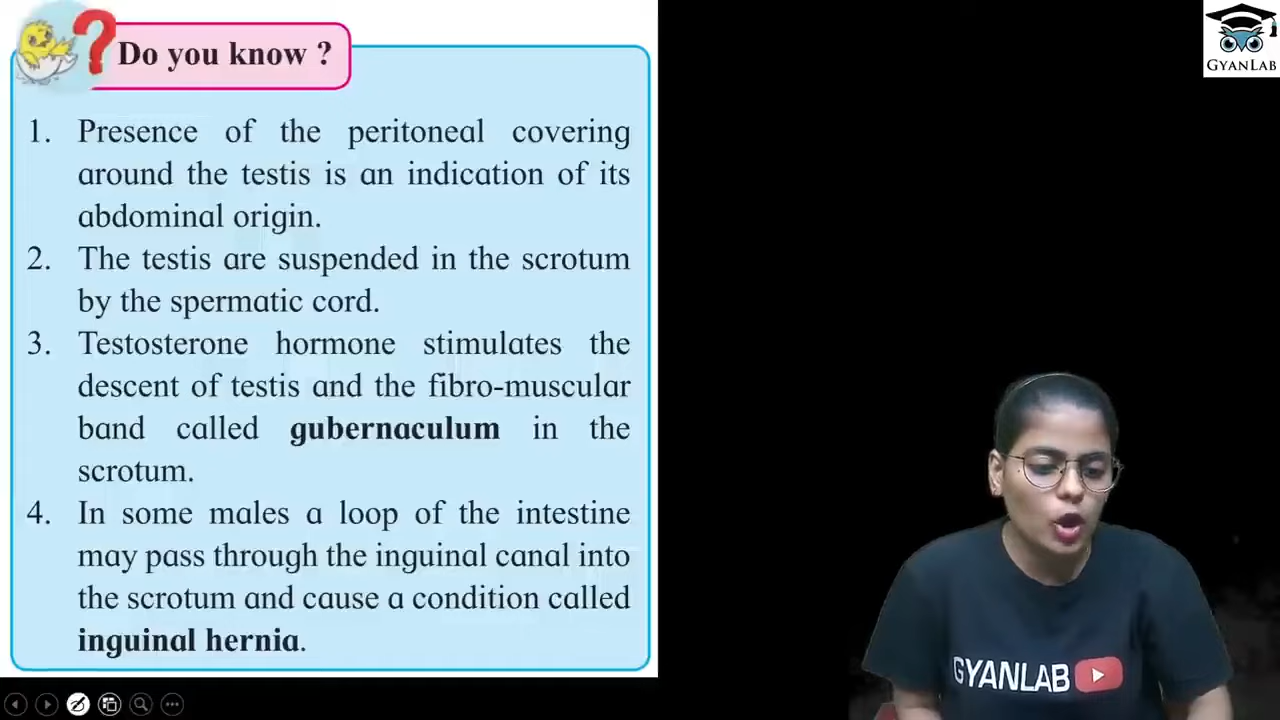 Do you know ?
1. Presence of the peritoneal covering
around the testis is an indication of its
abdominal origin.
2. The testis are suspended in the scrotum
by the spermatic cord.
3. Testosterone hormone stimulates the
descent of testis and the fibro-muscular
band called gubernaculum in the
scrotum.
4. In some males a loop of the intestine
may pass through the inguinal canal into
the scrotum and cause a condition called
inguinal hernia.
GYANLAB
GYANLAB